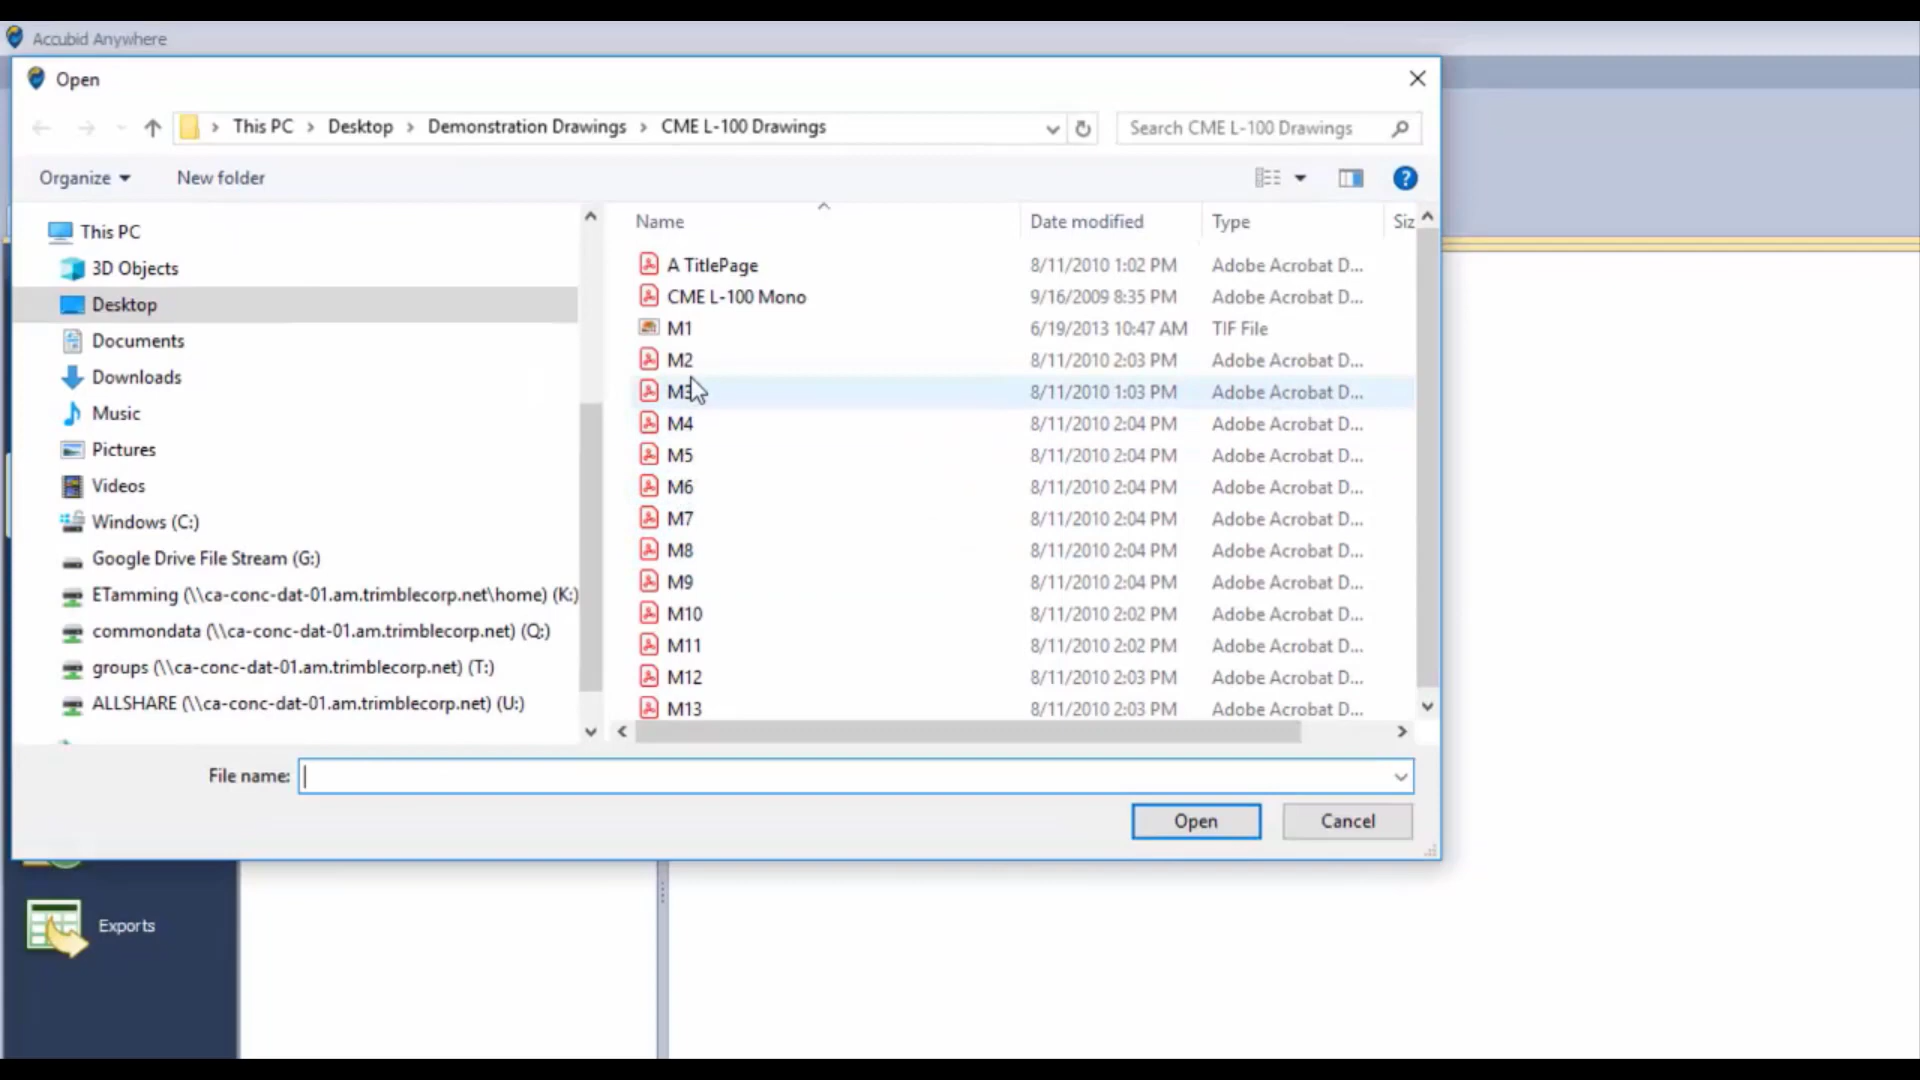 Accubid Anywhere
Open
This PC > Desktop > Demonstration Drawings > CME L-100 Drawings
Search CME L-100 Drawings
Organize
New folder
This PC
3D Objects
Desktop
Documents
Downloads
Music
Pictures
Videos
Windows (C:)
Google Drive File Stream (G:)
ETamming (\\ca-conc-dat-01.am.trimblecorp.net\home) (K:)
commondata (\\ca-conc-dat-01.am.trimblecorp.net) (Q:)
groups (\\ca-conc-dat-01.am.trimblecorp.net) (T:)
ALLSHARE (\\ca-conc-dat-01.am.trimblecorp.net) (U:)
Name Date modified Type Siz
A TitlePage 8/11/2010 1:02 PM Adobe Acrobat D...
CME L-100 Mono 9/16/2009 8:35 PM Adobe Acrobat D...
M1 6/19/2013 10:47 AM TIF File
M2 8/11/2010 2:03 PM Adobe Acrobat D...
M3 8/11/2010 1:03 PM Adobe Acrobat D...
M4 8/11/2010 2:04 PM Adobe Acrobat D...
M5 8/11/2010 2:04 PM Adobe Acrobat D...
M6 8/11/2010 2:04 PM Adobe Acrobat D...
M7 8/11/2010 2:04 PM Adobe Acrobat D...
M8 8/11/2010 2:04 PM Adobe Acrobat D...
M9 8/11/2010 2:04 PM Adobe Acrobat D...
M10 8/11/2010 2:02 PM Adobe Acrobat D...
M11 8/11/2010 2:02 PM Adobe Acrobat D...
M12 8/11/2010 2:03 PM Adobe Acrobat D...
M13 8/11/2010 2:03 PM Adobe Acrobat D...
File name:
Open
Cancel
Exports